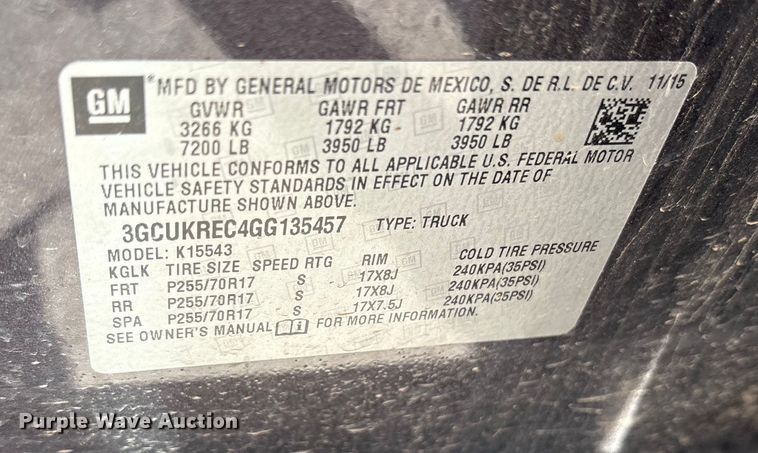 GM
*MFD BY GENERAL MOTORS DE MEXICO, S. DE R.L. DE C.V. 11/15
GVWR GAWR FRT GAWR RR
3266 KG 1792 KG 1792 KG
7200 LB 3950 LB 3950 LB
THIS VEHICLE CONFORMS TO ALL APPLICABLE U.S. FEDERAL MOTOR
VEHICLE SAFETY STANDARDS IN EFFECT ON THE DATE OF
MANUFACTURE SHOWN ABOVE.
3GCUKREC4GG135457 TYPE: TRUCK
MODEL: K15543
KGLK TIRE SIZE SPEED RTG RIM COLD TIRE PRESSURE
FRT P255/70R17 S 17X8J 240KPA(35PSI)
RR P255/70R17 S 17X8J 240KPA(35PSI)
SPA P255/70R17 S 17X7.5J 240KPA(35PSI)
SEE OWNER'S MANUAL FOR MORE INFORMATION.
Purple Wave Auction